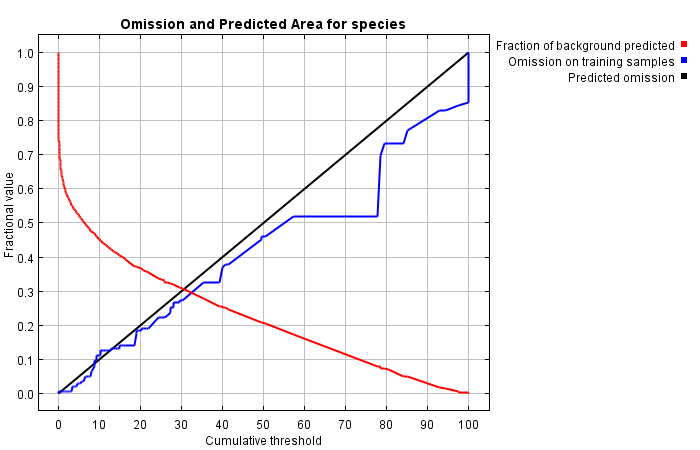 Omission and Predicted Area for species
Fraction of background predicted
Omission on training samples
Predicted omission
Fractional value
1.0
0.9
0.8
0.7
0.6
0.5
0.4
0.3
0.2
0.1
0.0
0 10 20 30 40 50 60 70 80 90 100
Cumulative threshold